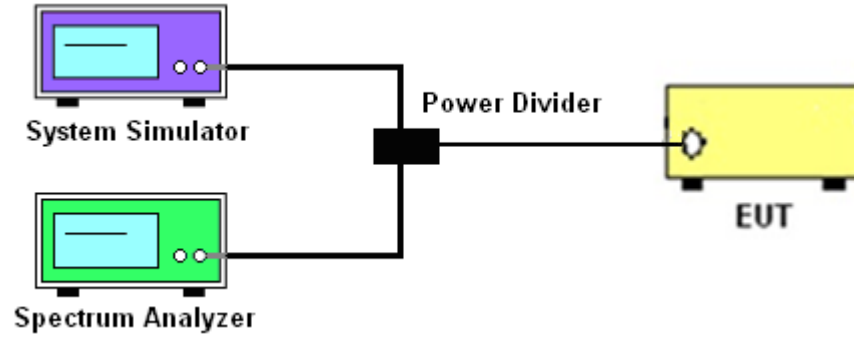 System Simulator
Power Divider
EUT
Spectrum Analyzer